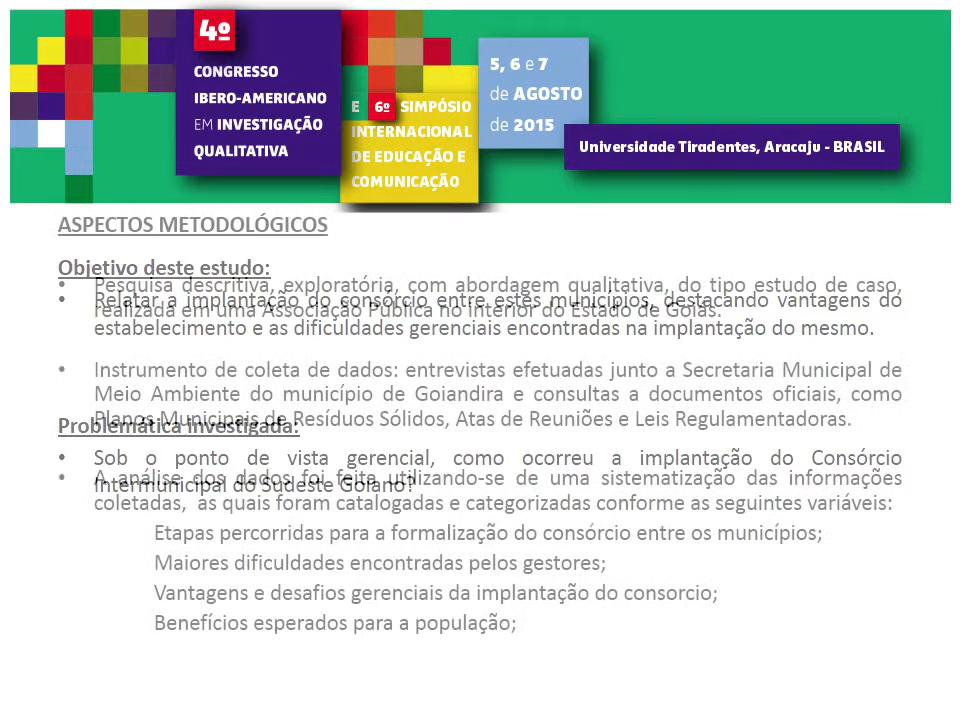 4º
CONGRESSO
IBERO-AMERICANO
EM INVESTIGAÇÃO
QUALITATIVA
E 6º SIMPÓSIO
INTERNACIONAL
DE EDUCAÇÃO E
COMUNICAÇÃO
5, 6 e 7
de AGOSTO
de 2015
Universidade Tiradentes, Aracaju - BRASIL
ASPECTOS METODOLÓGICOS
Objetivo deste estudo:
• Pesquisa descritiva, exploratória, com abordagem qualitativa, do tipo estudo de caso,
realizada em uma Associação Pública no interior do Estado de Goiás.
• Relatar a implantação do consórcio entre estes municípios, destacando vantagens do
estabelecimento e as dificuldades gerenciais encontradas na implantação do mesmo.
• Instrumento de coleta de dados: entrevistas efetuadas junto a Secretaria Municipal de
Meio Ambiente do município de Goiandira e consultas a documentos oficiais, como
Planos Municipais de Resíduos Sólidos, Atas de Reuniões e Leis Regulamentadoras.
Problemática investigada:
• Sob o ponto de vista gerencial, como ocorreu a implantação do Consórcio
Intermunicipal do Sudeste Goiano?
• A análise dos dados foi feita utilizando-se de uma sistematização das informações
coletadas, as quais foram catalogadas e categorizadas conforme as seguintes variáveis:
Etapas percorridas para a formalização do consórcio entre os municípios;
Maiores dificuldades encontradas pelos gestores;
Vantagens e desafios gerenciais da implantação do consorcio;
Benefícios esperados para a população;